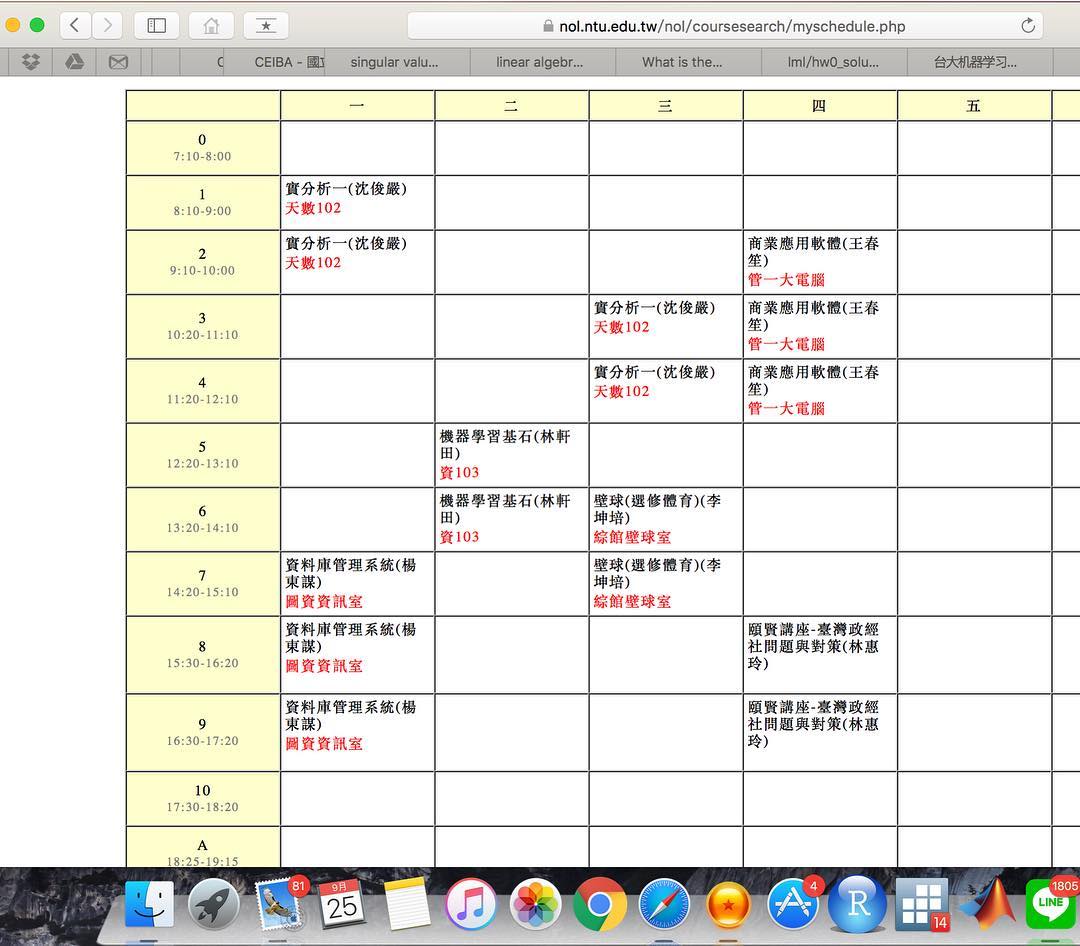 nol.ntu.edu.tw/nol/coursesearch/myschedule.php
CEIBA - 國立 singular valu... linear algebr... What is the... lml/hw0_solu... 台大机器学习...
一 二 三 四 五
0
7:10-8:00
1
8:10-9:00
實分析一(沈俊嚴)
天數102
2
9:10-10:00
實分析一(沈俊嚴)
天數102
商業應用軟體(王春
笙)
管一大電腦
3
10:20-11:10
實分析一(沈俊嚴)
天數102
商業應用軟體(王春
笙)
管一大電腦
4
11:20-12:10
實分析一(沈俊嚴)
天數102
商業應用軟體(王春
笙)
管一大電腦
5
12:20-13:10
機器學習基石(林軒
田)
資103
6
13:20-14:10
機器學習基石(林軒
田)
資103
壁球(選修體育)(李
坤培)
綜館壁球室
7
14:20-15:10
資料庫管理系統(楊
東謀)
圖資資訊室
壁球(選修體育)(李
坤培)
綜館壁球室
8
15:30-16:20
資料庫管理系統(楊
東謀)
圖資資訊室
頤賢講座-臺灣政經
社問題與對策(林惠
玲)
9
16:30-17:20
資料庫管理系統(楊
東謀)
圖資資訊室
頤賢講座-臺灣政經
社問題與對策(林惠
玲)
10
17:30-18:20
A
18:25-19:15
81
9月
25
4
R
14
1805
LINE